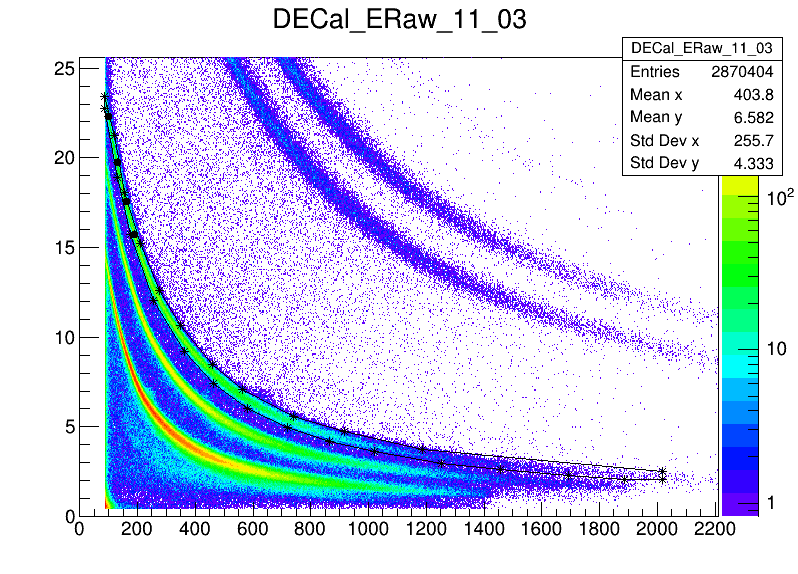 DECal_ERaw_11_03
DECal_ERaw_11_03
Entries 2870404
Mean x 403.8
Mean y 6.582
Std Dev x 255.7
Std Dev y 4.333
25
20
15
10
5
0
0 200 400 600 800 1000 1200 1400 1600 1800 2000 2200
10²
10
1